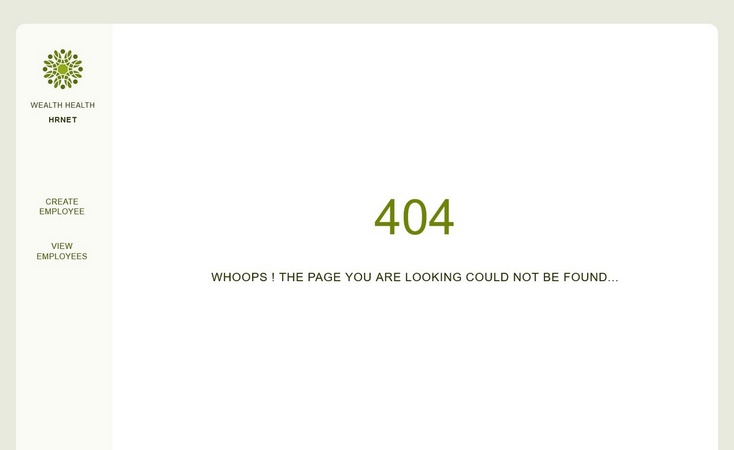 WEALTH HEALTH
HRNET
CREATE
EMPLOYEE
VIEW
EMPLOYEES
404
WHOOPS ! THE PAGE YOU ARE LOOKING COULD NOT BE FOUND...